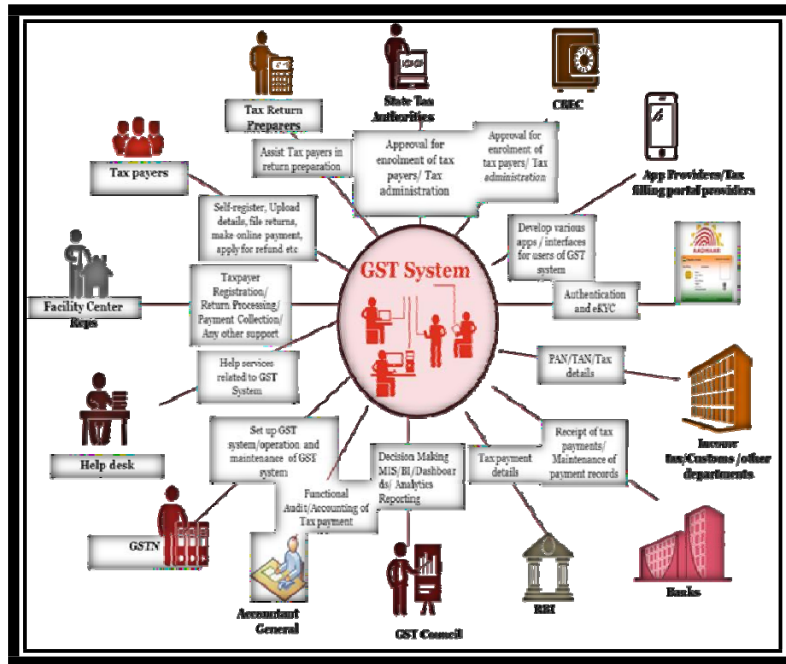 Tax Return
Preparers
State Tax
Authorities
CBEC
Tax payers
Assist Tax payers in
return preparation
Approval for
enrolment of tax
payers/ Tax
administration
Approval for
enrolment of
tax payers/ Tax
administration
App Providers/Tax
filling portal providers
Self-register, Upload
details, file returns,
make online payment,
apply for refund etc
Develop various
apps / interfaces
for users of GST
system
AADHAAR
GST System
Facility Center
Reps
Taxpayer
Registration/
Return Processing/
Payment Collection/
Any other support
Authentication
and eKYC
Help services
related to GST
System
PAN/TAN/Tax
details
Help desk
Income
tax/Customs /other
departments
Set up GST
system/operation and
maintenance of GST
system
Decision Making
MIS/BI/Dashboar
ds/ Analytics
Reporting
Tax payment
details
Receipt of tax
payments/
Maintenance of
payment records
Functional
Audit/Accounting of
Tax payment
GSTN
Accountant
General
GST Council
RBI
Banks